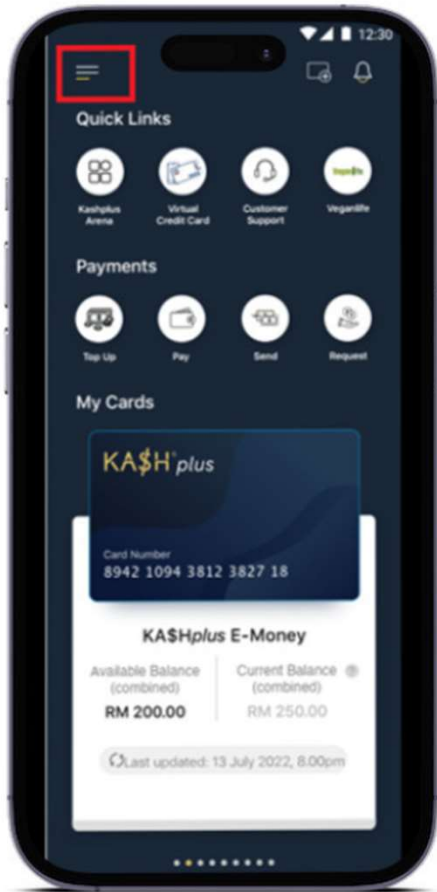 12:30
Quick Links
Kashplus Virtual Customer Veganlife
Arena Credit Card Support
Payments
Top Up Pay Send Request
My Cards
KA$H®plus
Card Number
8942 1094 3812 3827 18
KA$Hplus E-Money
Available Balance Current Balance
(combined) (combined)
RM 200.00 RM 250.00
Last updated: 13 July 2022, 8.00pm